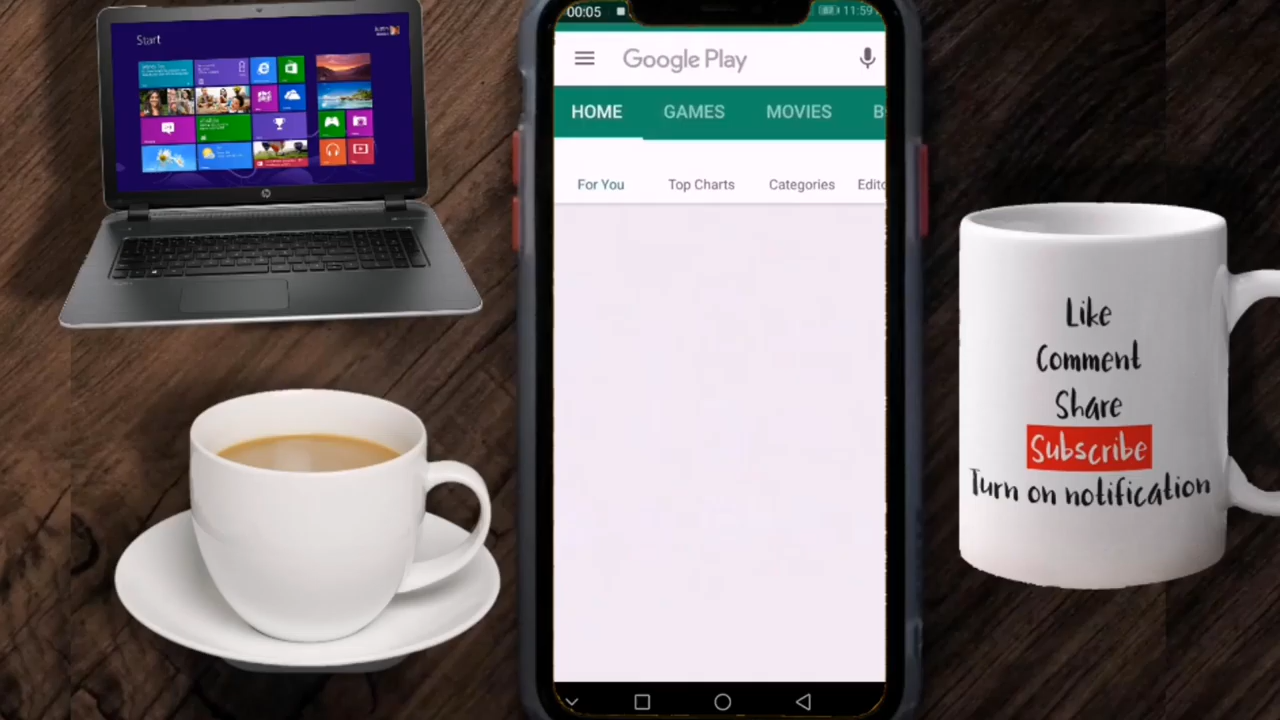 Start
00:05
11:59
Google Play
HOME GAMES MOVIES B
For You Top Charts Categories Edito
Like
Comment
Share
Subscribe
Turn on notification